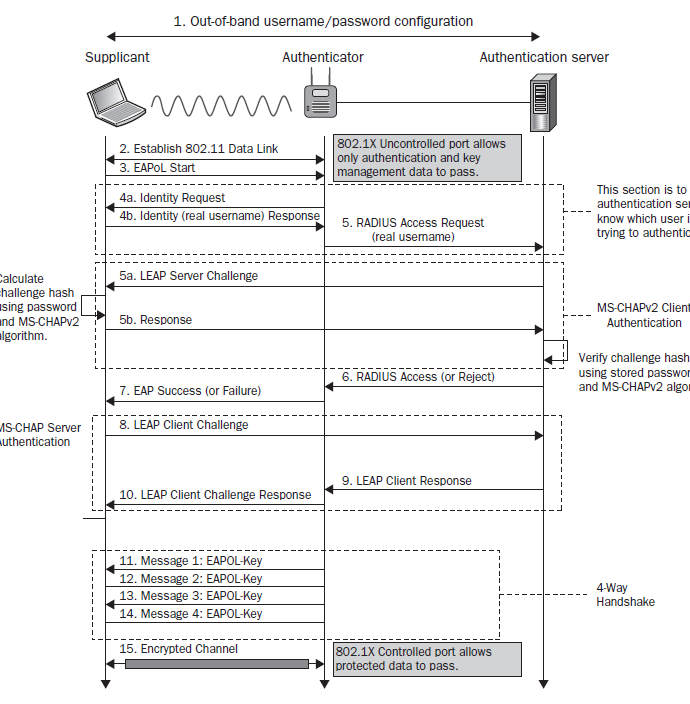 1. Out-of-band username/password configuration
Supplicant
Authenticator
Authentication server
2. Establish 802.11 Data Link
3. EAPoL Start
802.1X Uncontrolled port allows
only authentication and key
management data to pass.
4a. Identity Request
4b. Identity (real username) Response
5. RADIUS Access Request
(real username)
This section is to
authentication ser
know which user i
trying to authentic
5a. LEAP Server Challenge
Calculate
challenge hash
using password
and MS-CHAPv2
algorithm.
5b. Response
MS-CHAPv2 Client
Authentication
Verify challenge hash
using stored passwor
and MS-CHAPv2 algo
6. RADIUS Access (or Reject)
7. EAP Success (or Failure)
MS-CHAP Server
Authentication
8. LEAP Client Challenge
9. LEAP Client Response
10. LEAP Client Challenge Response
11. Message 1: EAPOL-Key
12. Message 2: EAPOL-Key
13. Message 3: EAPOL-Key
14. Message 4: EAPOL-Key
4-Way
Handshake
15. Encrypted Channel
802.1X Controlled port allows
protected data to pass.